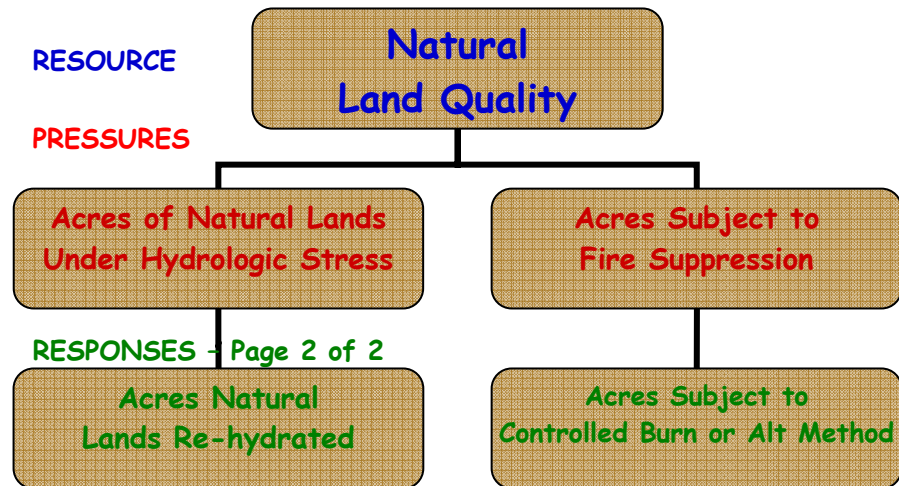 RESOURCE
Natural
Land Quality
PRESSURES
Acres of Natural Lands
Under Hydrologic Stress
Acres Subject to
Fire Suppression
RESPONSES - Page 2 of 2
Acres Natural
Lands Re-hydrated
Acres Subject to
Controlled Burn or Alt Method